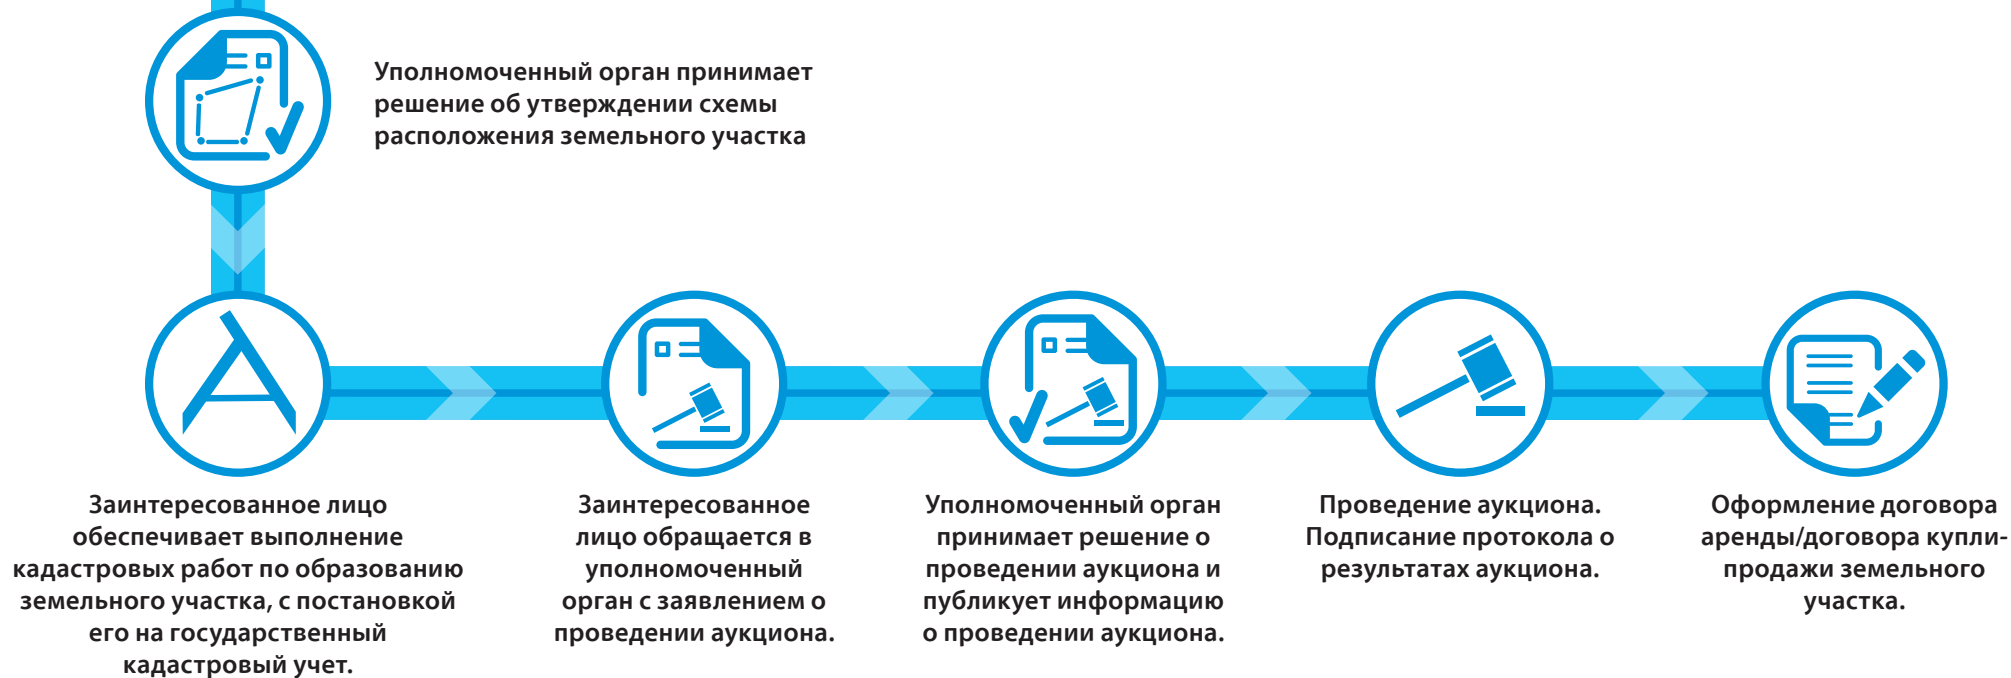 Уполномоченный орган принимает
решение об утверждении схемы
расположения земельного участка
Заинтересованное лицо
обеспечивает выполнение
кадастровых работ по образованию
земельного участка, с постановкой
его на государственный
кадастровый учет.
Заинтересованное
лицо обращается в
уполномоченный
орган с заявлением о
проведении аукциона.
Уполномоченный орган
принимает решение о
проведении аукциона и
публикует информацию
о проведении аукциона.
Проведение аукциона.
Подписание протокола о
результатах аукциона.
Оформление договора
аренды/договора купли-
продажи земельного
участка.